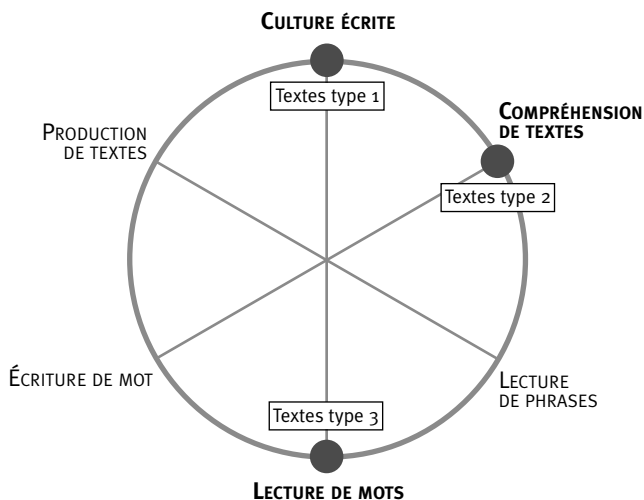 CULTURE ÉCRITE
Textes type 1
COMPRÉHENSION
DE TEXTES
PRODUCTION
DE TEXTES
Textes type 2
ÉCRITURE DE MOT
LECTURE
DE PHRASES
Textes type 3
LECTURE DE MOTS